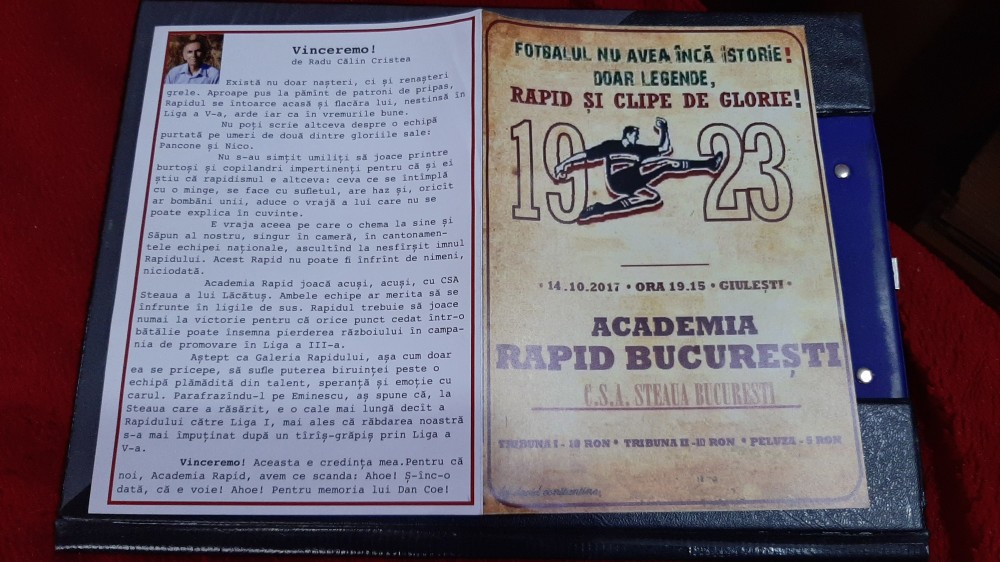 Vinceremo!
de Radu Călin Cristea
Există nu doar nașteri, ci și renașteri
grele. Aproape pus la pămînt de patroni de pripas,
Rapidul se întoarce acasă și flacăra lui, nestinsă în
Liga a V-a, arde iar ca în vremurile bune.
Nu poți scrie altceva despre o echipă
purtată pe umeri de două dintre gloriile sale:
Pancone și Nico.
Nu s-au simțit umiliți să joace printre
burtoși și copilandri impertinenți pentru că și ei
știu că rapidismul e altceva: ceva ce se întîmplă
cu o minge, se face cu sufletul, are haz și, oricît
ar bombăni unii, aduce o vrajă a lui care nu se
poate explica în cuvinte.
E vraja aceea pe care o chema la sine și
Săpun al nostru, singur în cameră, în cantonamen-
tele echipei naționale, ascultînd la nesfîrșit imnul
Rapidului. Acest Rapid nu poate fi înfrînt de nimeni,
niciodată.
Academia Rapid joacă acuși, acuși, cu CSA
Steaua a lui Lăcătuș. Ambele echipe ar merita să se
înfrunte în ligile de sus. Rapidul trebuie să joace
numai la victorie pentru că orice punct cedat într-o
bătălie poate însemna pierderea războiului în campa-
nia de promovare în Liga a III-a.
Aștept ca Galeria Rapidului, așa cum doar
ea se pricepe, să sufle puterea biruinței peste o
echipă plămădită din talent, speranță și emoție cu
carul. Parafrazîndu-l pe Eminescu, aș spune că, la
Steaua care a răsărit, e o cale mai lungă decît a
Rapidului către Liga I, mai ales că răbdarea noastră
s-a mai împuținat după un tîrîș-grăpiș prin Liga a
V-a.
Vinceremo! Aceasta e credința mea.Pentru că
noi, Academia Rapid, avem ce scanda: Ahoe! Ș-înc-o
dată, că e voie! Ahoe! Pentru memoria lui Dan Coe!
FOTBALUL NU AVEA ÎNCĂ ISTORIE!
DOAR LEGENDE,
RAPID ȘI CLIPE DE GLORIE!
1923
• 14.10.2017 • ORA 19.15 • GIULEȘTI •
ACADEMIA
RAPID BUCUREȘTI
C.S.A. STEAUA BUCUREȘTI
TRIBUNA I - 10 RON * TRIBUNA II -10 RON * PELUZA - 5 RON
by david constantine